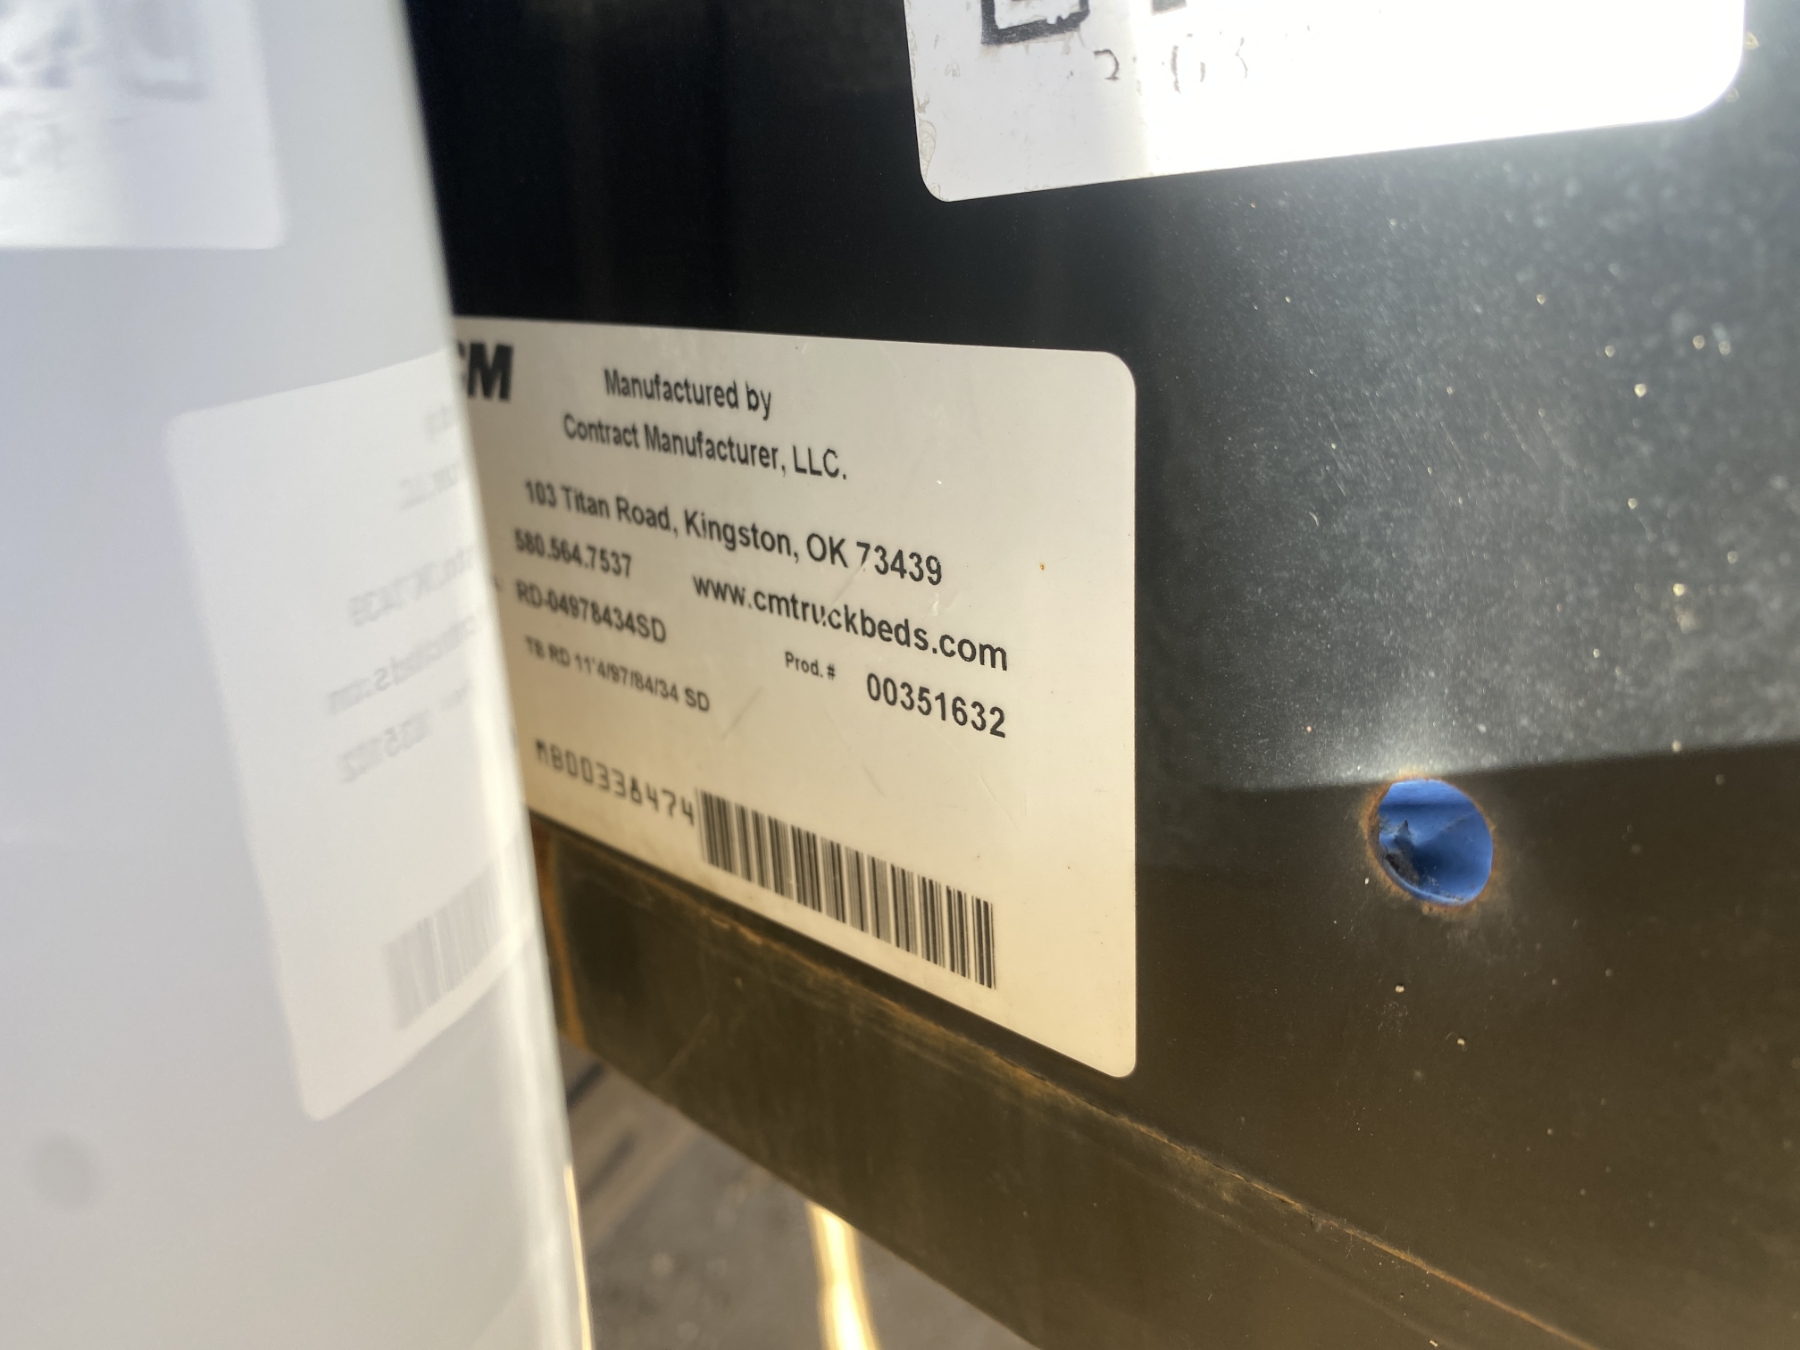 CM
Manufactured by
Contract Manufacturer, LLC.
103 Titan Road, Kingston, OK 73439
580.564.7537 www.cmtruckbeds.com
RD-04978434SD
Prod. # 00351632
TB RD 11'4/97/84/34 SD
MB00338474